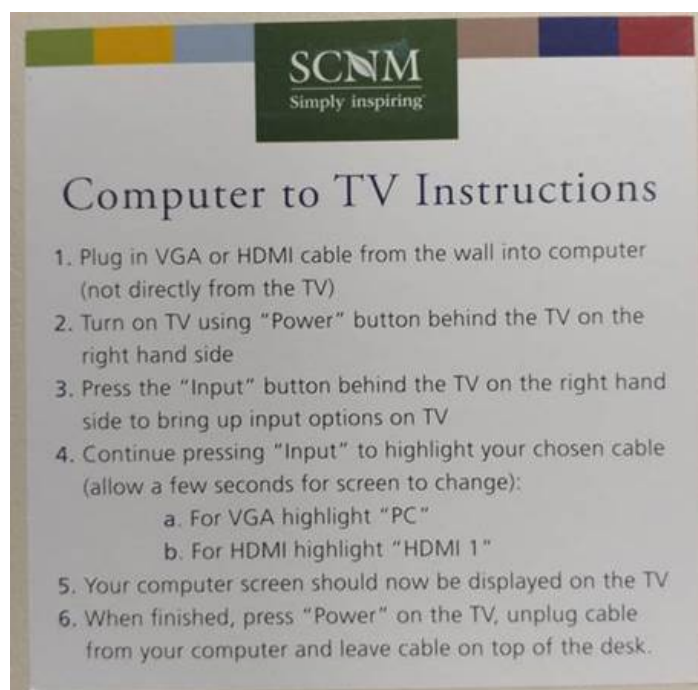 SCNM
Simply inspiring
Computer to TV Instructions
1. Plug in VGA or HDMI cable from the wall into computer
(not directly from the TV)
2. Turn on TV using “Power” button behind the TV on the
right hand side
3. Press the “Input” button behind the TV on the right hand
side to bring up input options on TV
4. Continue pressing “Input” to highlight your chosen cable
(allow a few seconds for screen to change):
a. For VGA highlight “PC”
b. For HDMI highlight “HDMI 1”
5. Your computer screen should now be displayed on the TV
6. When finished, press “Power” on the TV, unplug cable
from your computer and leave cable on top of the desk.